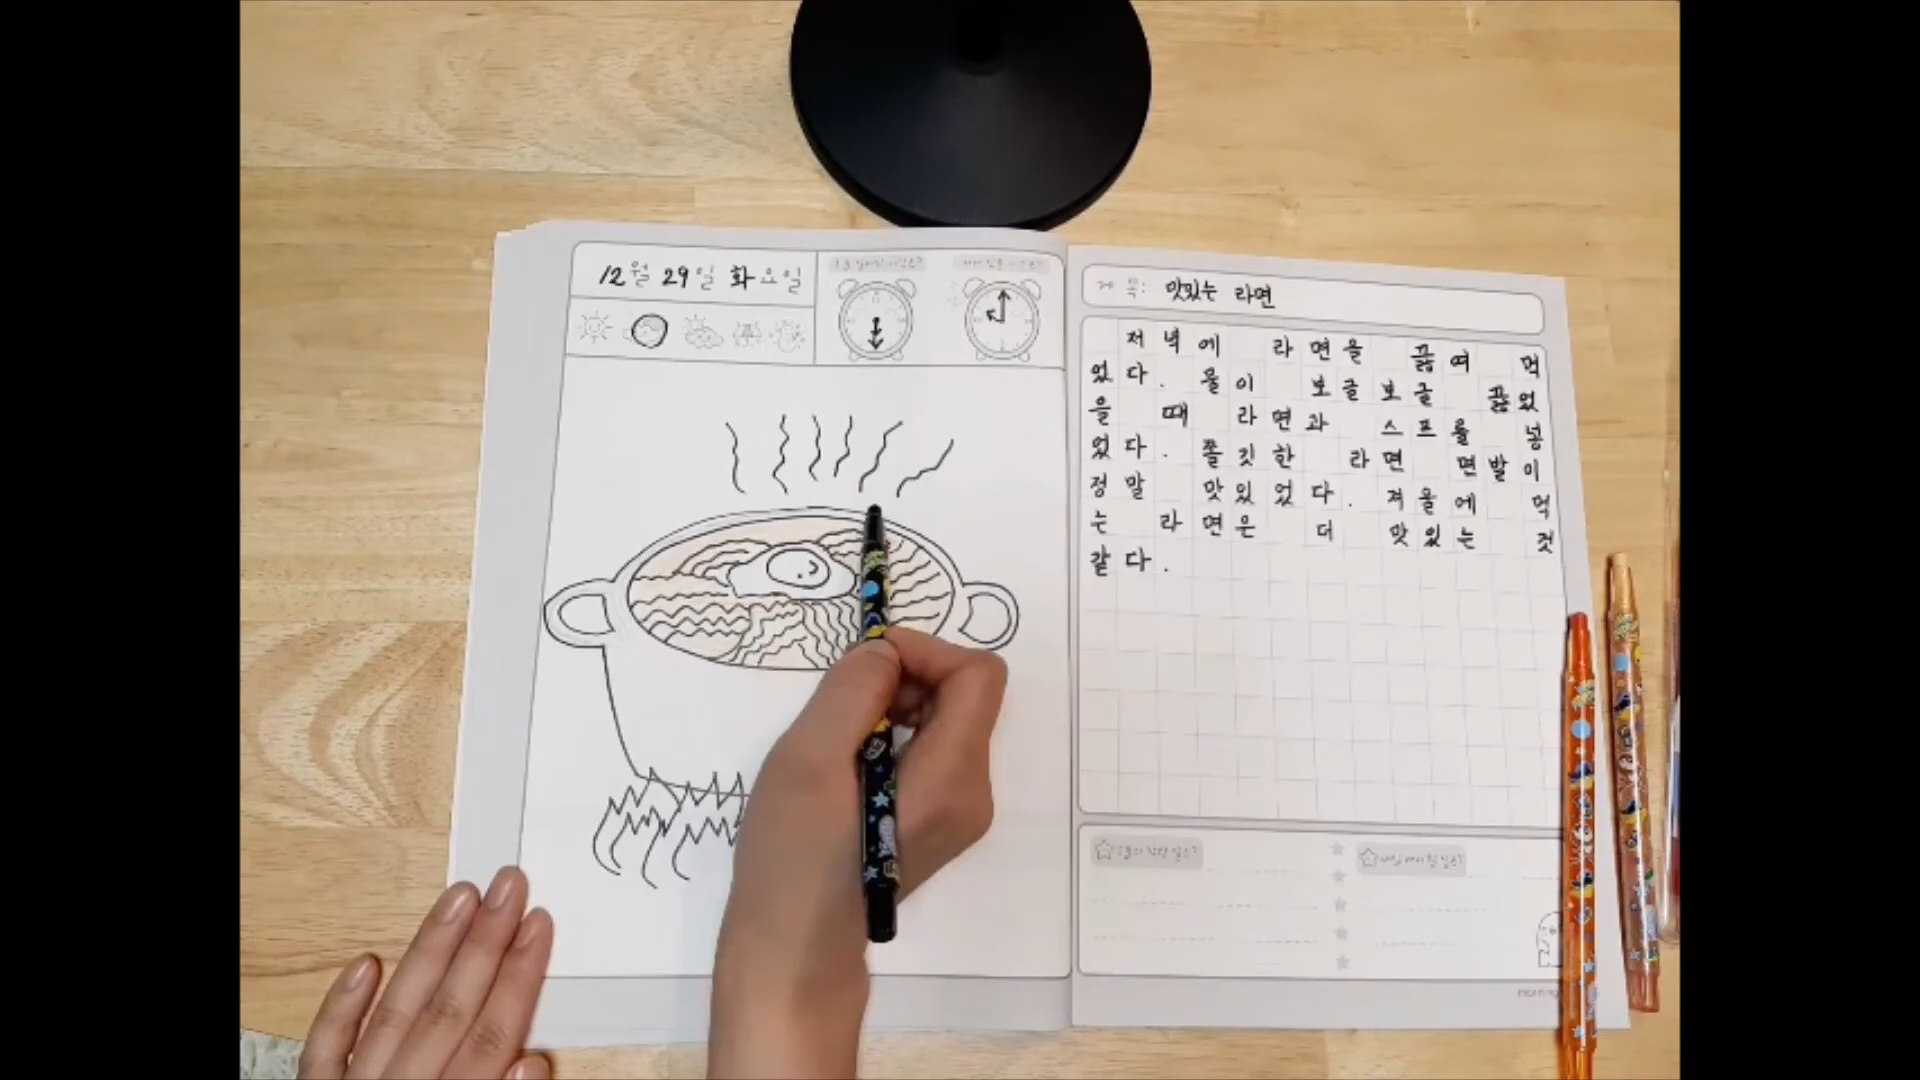 12월 29일 화요일
제목: 맛있는 라면
저녁에 라면을 끓여 먹
었다. 물이 보글보글 끓었
을 때 라면과 스프를 넣
었다. 쫄깃한 라면 면발이
정말 맛있었다. 겨울에 먹
는 라면은 더 맛있는 것
같다.
morning